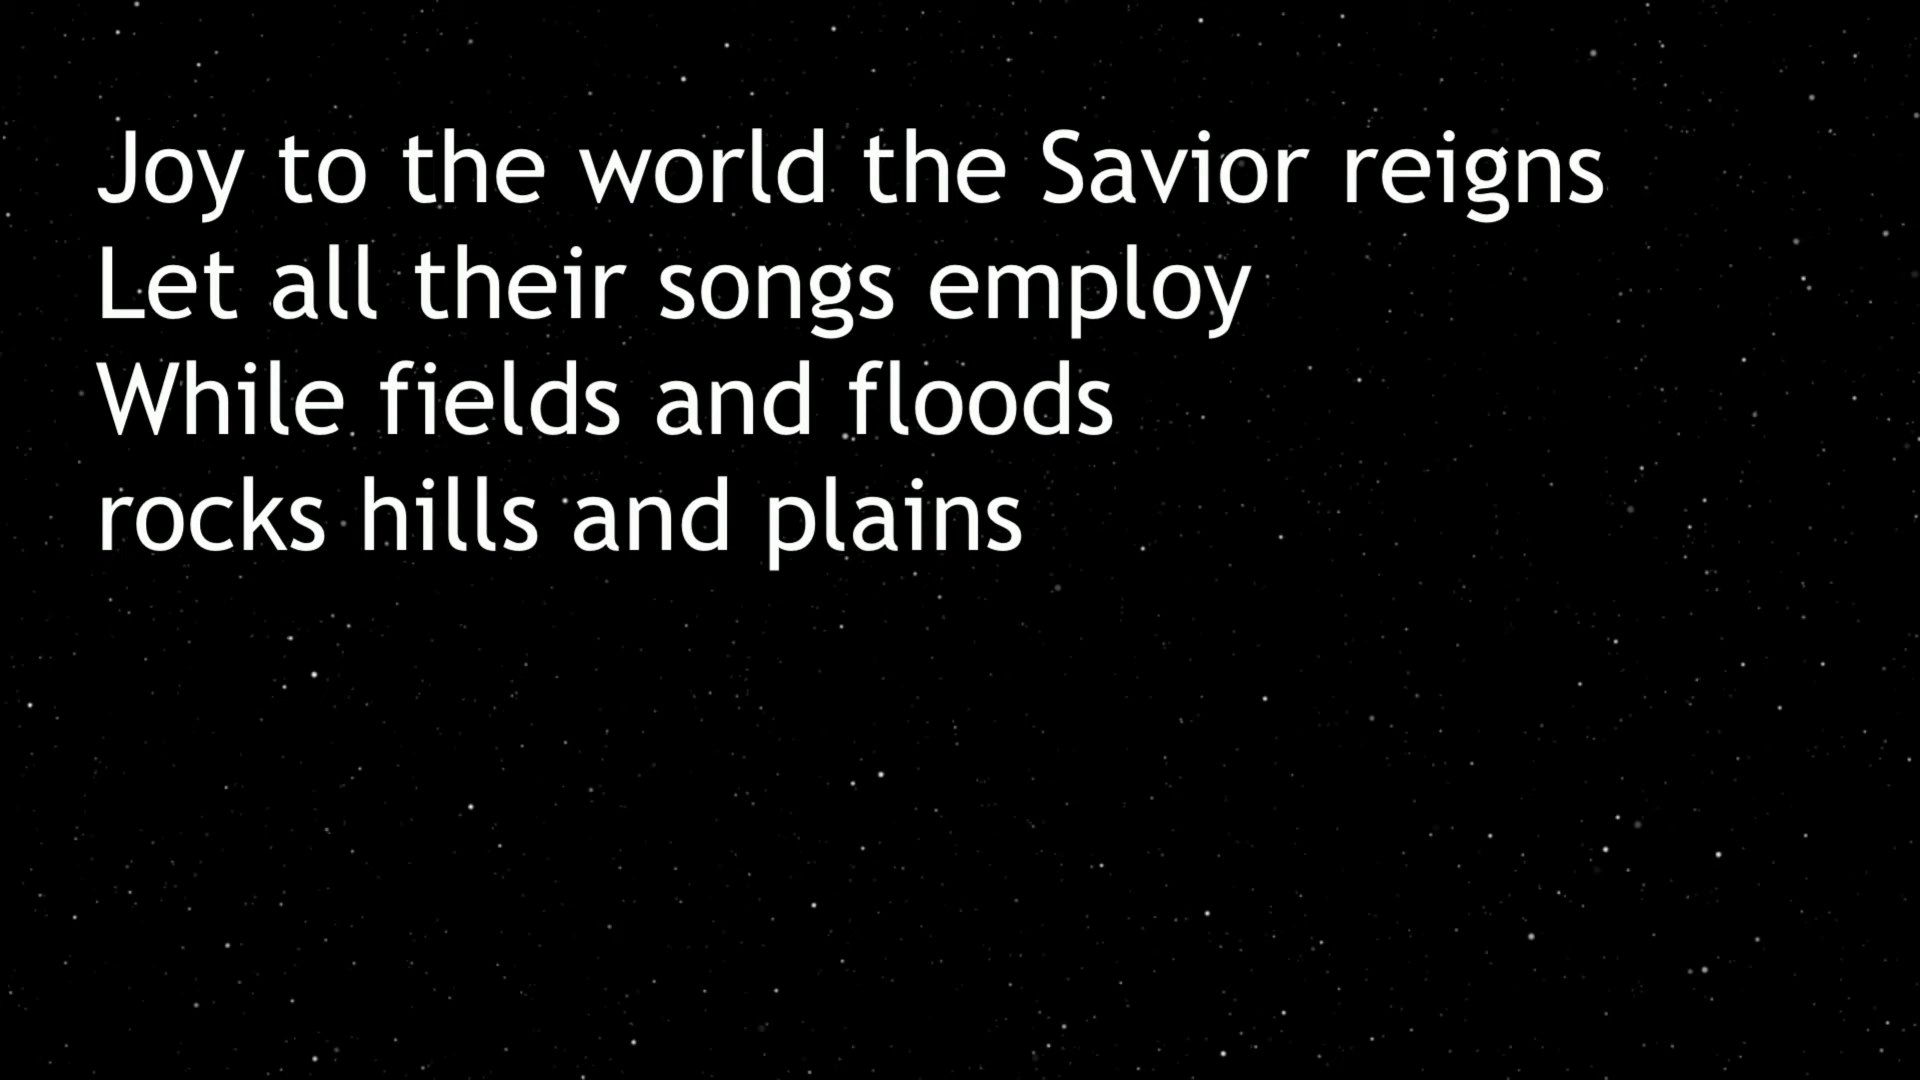 Joy to the world the Savior reigns
Let all their songs employ
While fields and floods
rocks hills and plains